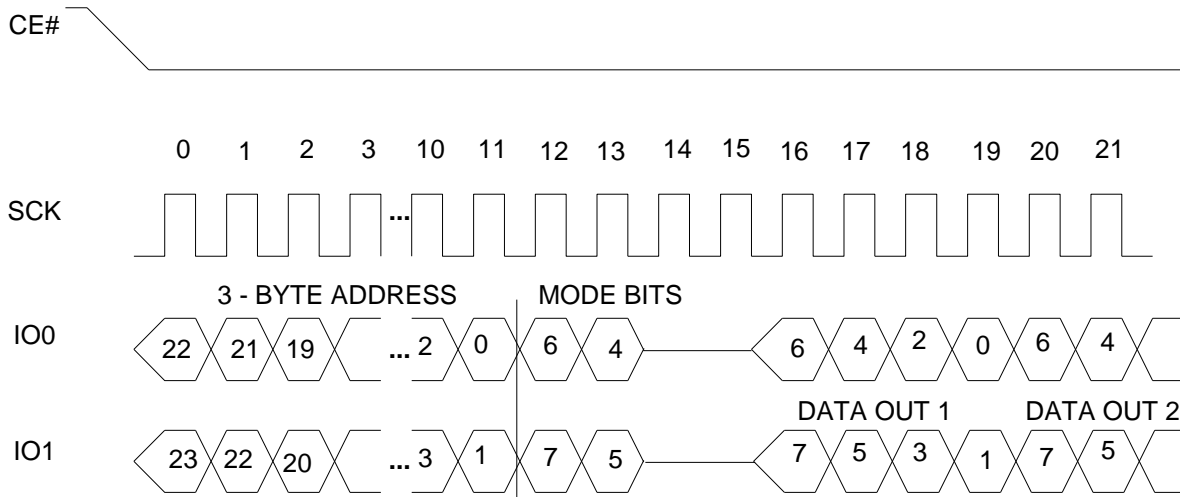 CE#
0 1 2 3 10 11 12 13 14 15 16 17 18 19 20 21
SCK ...
3 - BYTE ADDRESS MODE BITS
IO0 22 21 19 ... 2 0 6 4 6 4 2 0 6 4
DATA OUT 1 DATA OUT 2
IO1 23 22 20 ... 3 1 7 5 7 5 3 1 7 5